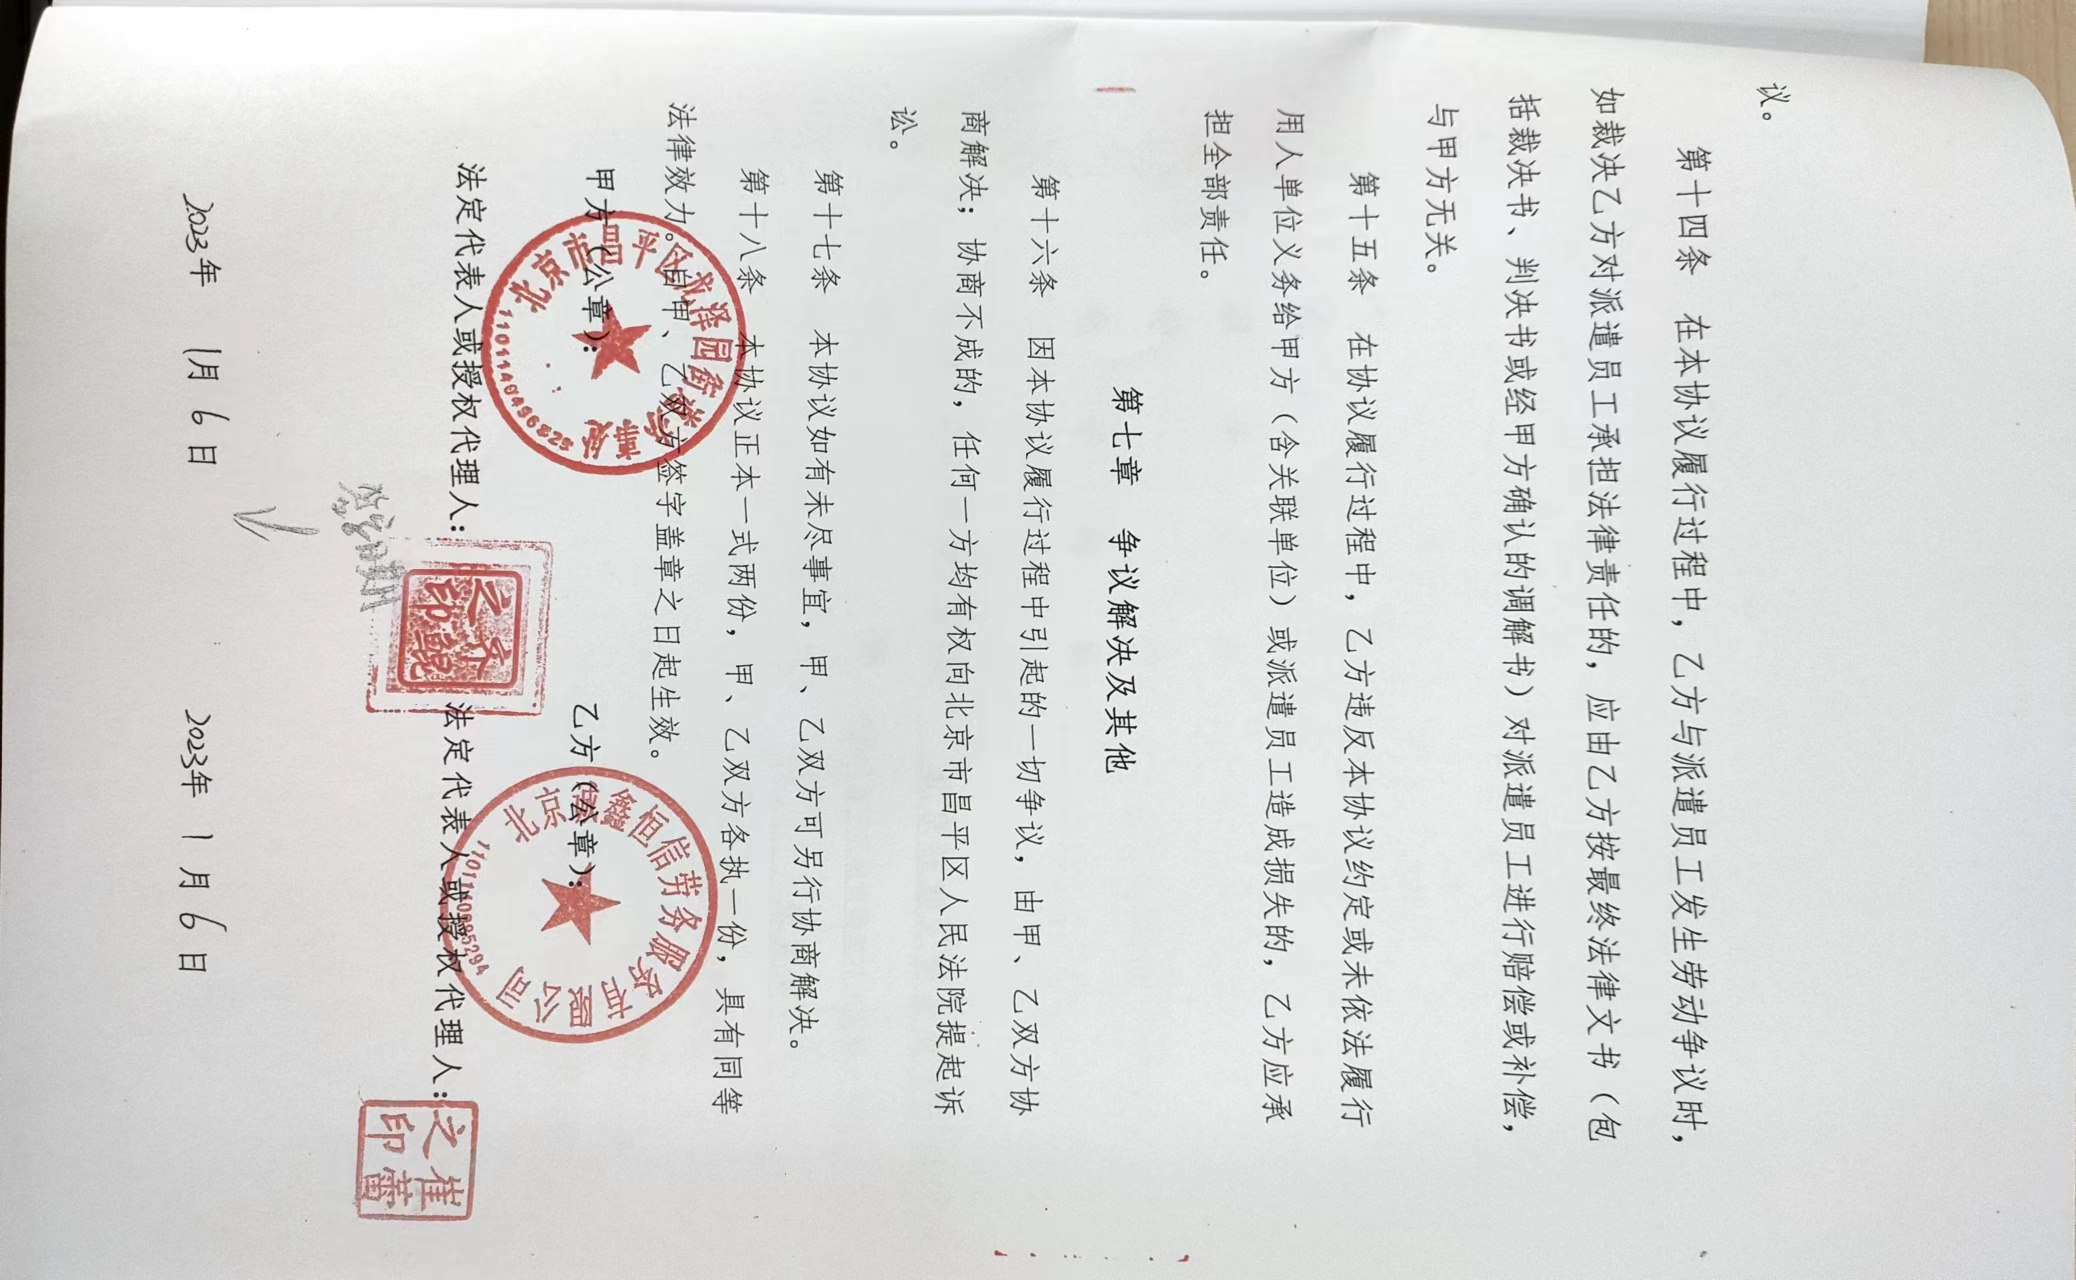 议。
第十四条 在本协议履行过程中，乙方与派遣员工发生劳动争议时，
如裁决乙方对派遣员工承担法律责任的，应由乙方按最终法律文书（包
括裁决书、判决书或经甲方确认的调解书）对派遣员工进行赔偿或补偿，
与甲方无关。
第十五条 在协议履行过程中，乙方违反本协议约定或未依法履行
用人单位义务给甲方（含关联单位）或派遣员工造成损失的，乙方应承
担全部责任。
第七章 争议解决及其他
第十六条 因本协议履行过程中引起的一切争议，由甲、乙双方协
商解决；协商不成的，任何一方均有权向北京市昌平区人民法院提起诉
讼。
第十七条 本协议如有未尽事宜，甲、乙双方可另行协商解决。
第十八条 本协议正本一式两份，甲、乙双方各执一份，具有同等
法律效力。自甲、乙双方签字盖章之日起生效。
甲方（公章）： 乙方（公章）：
北京市昌平区 泽园街道办事处
1101140496825
恒信劳务服务有限公司
法定代表人或授权代理人： 法定代表人或授权代理人：
崔蕾之印
2023年 1月6日 2023年1月6日